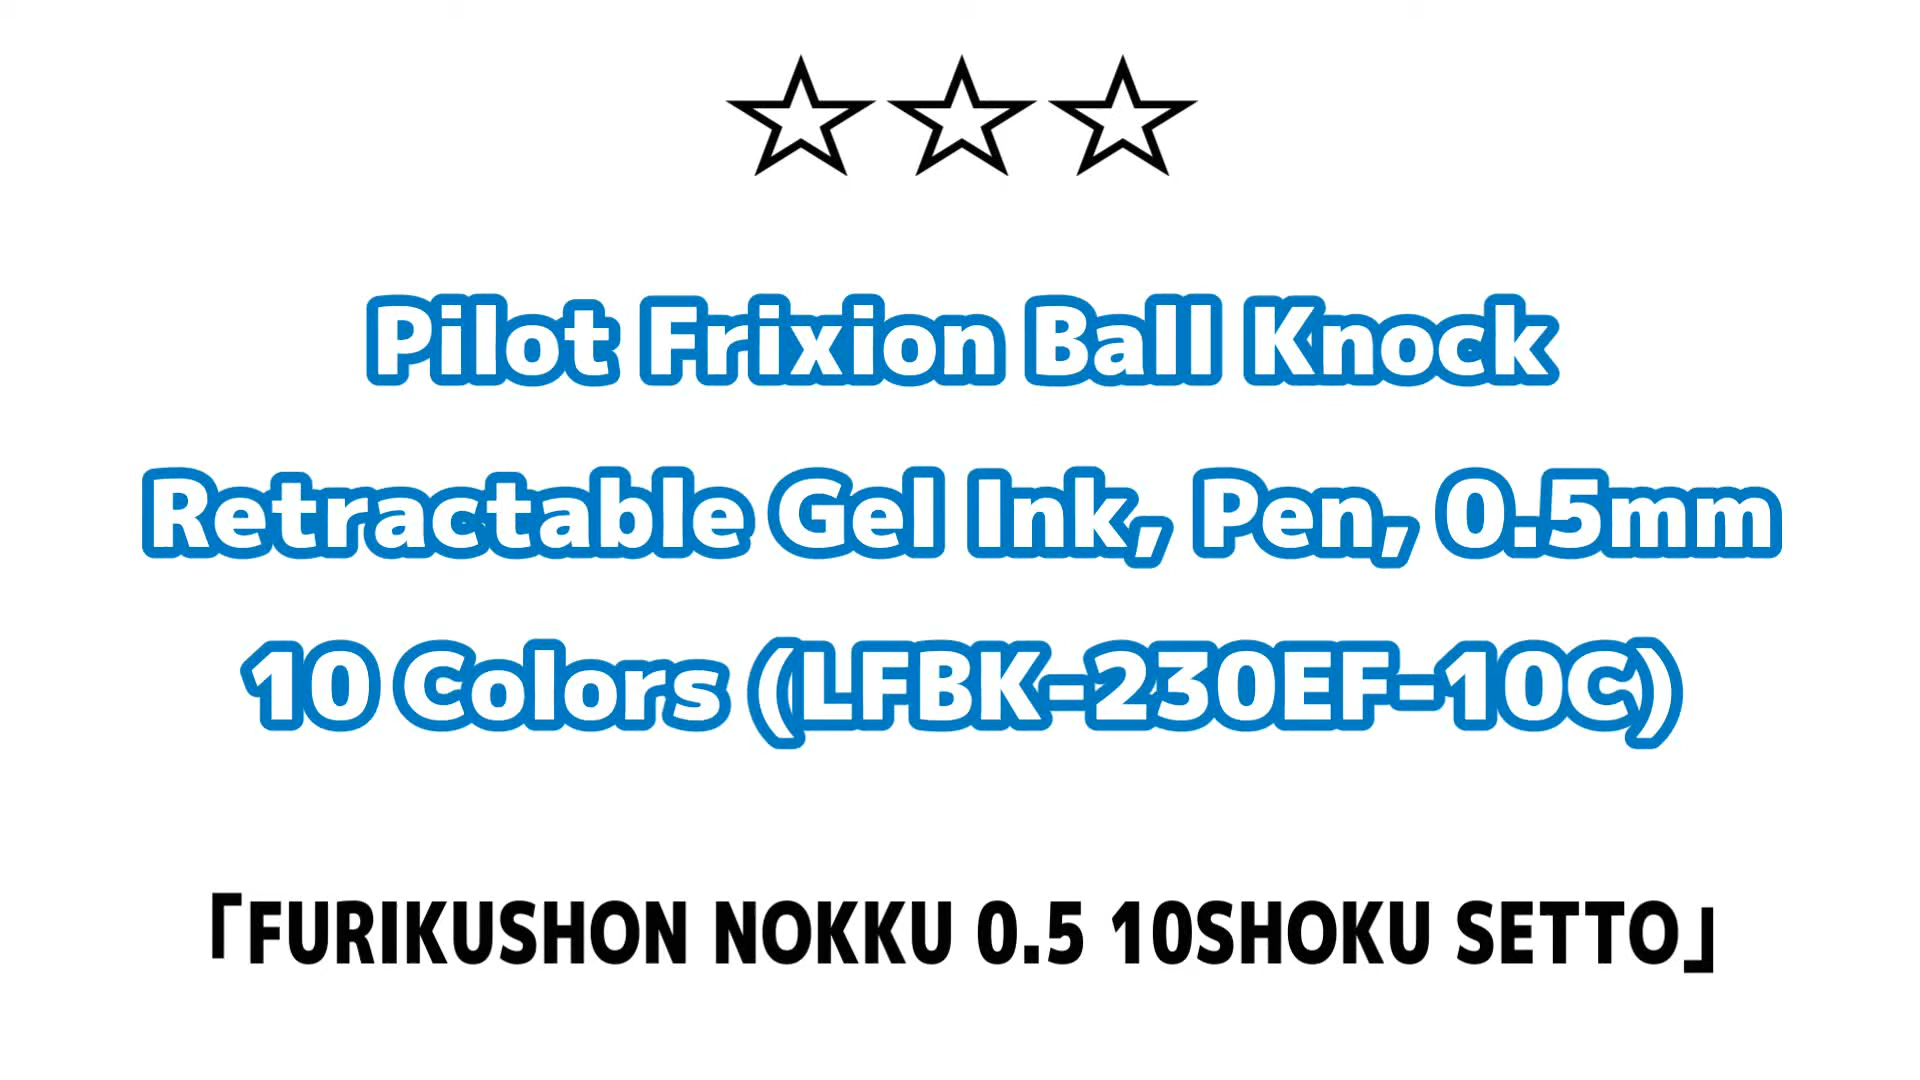 ☆☆☆
Pilot Frixion Ball Knock
Retractable Gel Ink, Pen, 0.5mm
10 Colors (LFBK-230EF-10C)
「FURIKUSHON NOKKU 0.5 10SHOKU SETTO」